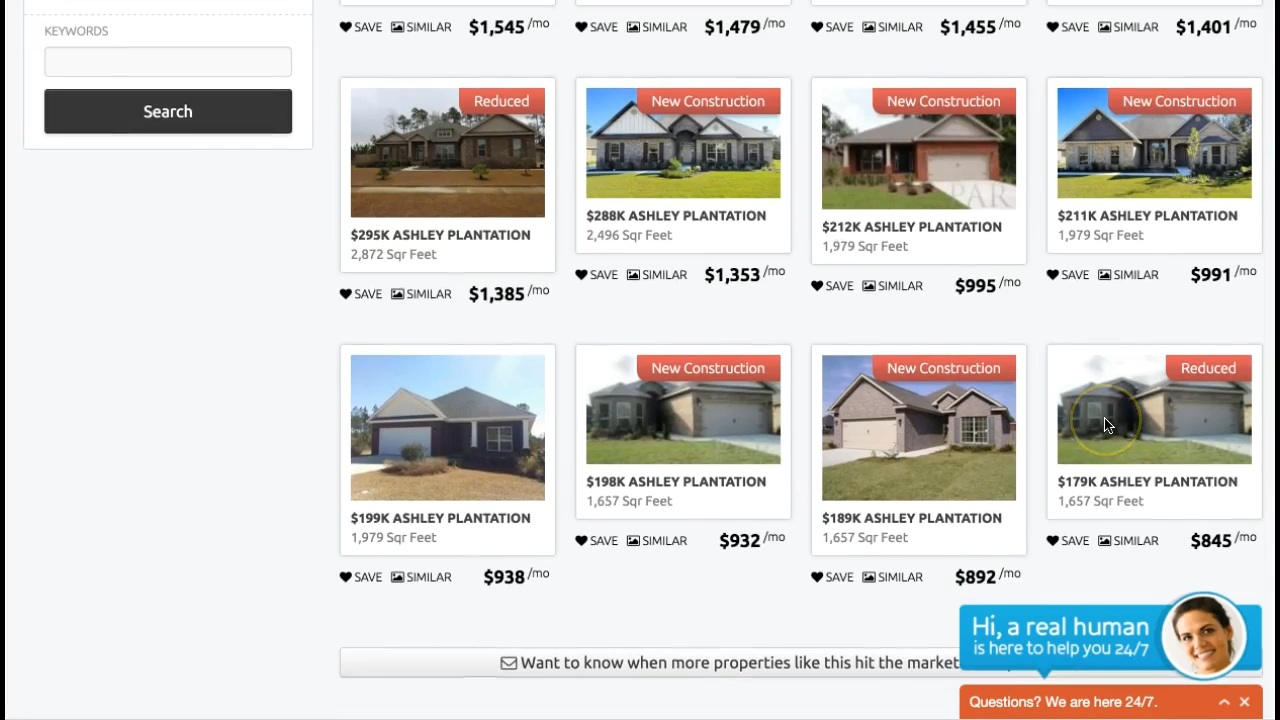 KEYWORDS
Search
SAVE SIMILAR $1,545 /mo
SAVE SIMILAR $1,479 /mo
SAVE SIMILAR $1,455 /mo
SAVE SIMILAR $1,401 /mo
Reduced
$295K ASHLEY PLANTATION
2,872 Sqr Feet
SAVE SIMILAR $1,385 /mo
New Construction
$288K ASHLEY PLANTATION
2,496 Sqr Feet
SAVE SIMILAR $1,353 /mo
New Construction
PAR
$212K ASHLEY PLANTATION
1,979 Sqr Feet
SAVE SIMILAR $995 /mo
New Construction
$211K ASHLEY PLANTATION
1,979 Sqr Feet
SAVE SIMILAR $991 /mo
$199K ASHLEY PLANTATION
1,979 Sqr Feet
SAVE SIMILAR $938 /mo
New Construction
$198K ASHLEY PLANTATION
1,657 Sqr Feet
SAVE SIMILAR $932 /mo
New Construction
$189K ASHLEY PLANTATION
1,657 Sqr Feet
SAVE SIMILAR $892 /mo
Reduced
$179K ASHLEY PLANTATION
1,657 Sqr Feet
SAVE SIMILAR $845 /mo
Want to know when more properties like this hit the market
Hi, a real human
is here to help you 24/7
Questions? We are here 24/7.